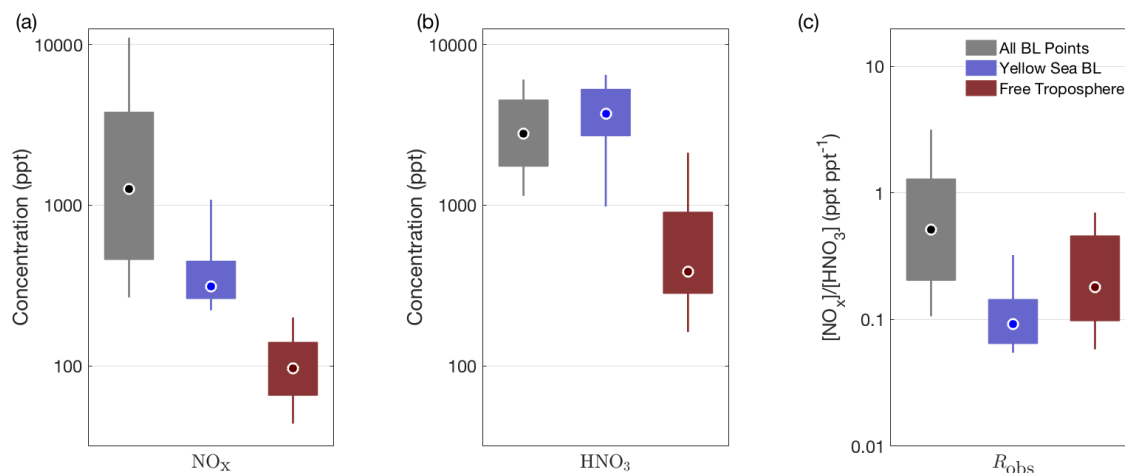 (a)
10000
1000
100
Concentration (ppt)
NOₓ
(b)
10000
1000
100
Concentration (ppt)
HNO₃
(c)
10
1
0.1
0.01
[NOₓ]/[HNO₃] (ppt ppt⁻¹)
All BL Points
Yellow Sea BL
Free Troposphere
R_obs